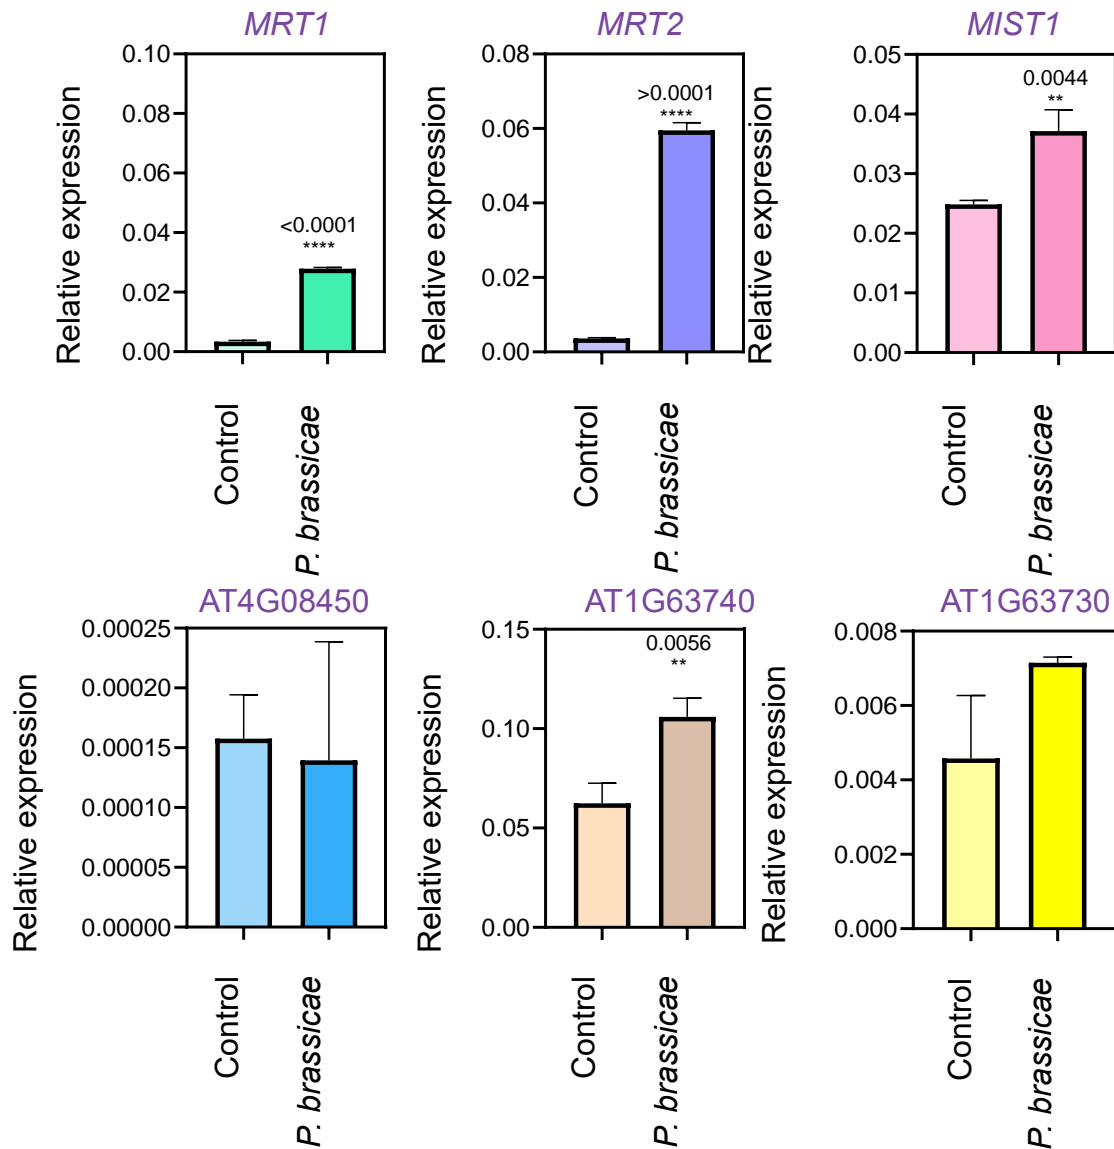 MRT1
Relative expression
0.10
0.08
0.06
0.04
0.02
0.00
<0.0001
****
Control
P. brassicae
MRT2
Relative expression
0.08
0.06
0.04
0.02
0.00
>0.0001
****
Control
P. brassicae
MIST1
Relative expression
0.05
0.04
0.03
0.02
0.01
0.00
0.0044
**
Control
P. brassicae
AT4G08450
Relative expression
0.00025
0.00020
0.00015
0.00010
0.00005
0.00000
Control
P. brassicae
AT1G63740
Relative expression
0.15
0.10
0.05
0.00
0.0056
**
Control
P. brassicae
AT1G63730
Relative expression
0.008
0.006
0.004
0.002
0.000
Control
P. brassicae